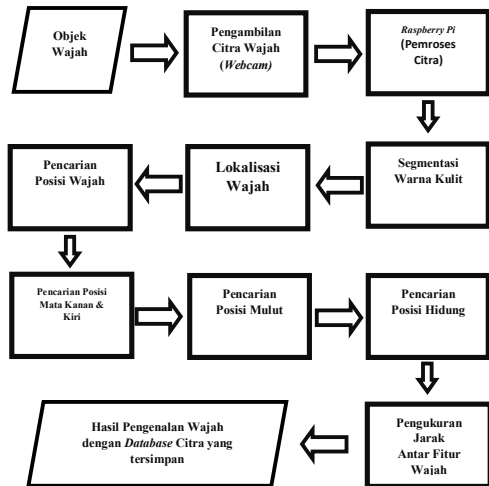 Objek
Wajah
Pengambilan
Citra Wajah
(Webcam)
Raspberry Pi
(Pemroses
Citra)
Segmentasi
Warna Kulit
Lokalisasi
Wajah
Pencarian
Posisi Wajah
Pencarian Posisi
Mata Kanan &
Kiri
Pencarian
Posisi Mulut
Pencarian
Posisi Hidung
Pengukuran
Jarak
Antar Fitur
Wajah
Hasil Pengenalan Wajah
dengan Database Citra yang
tersimpan